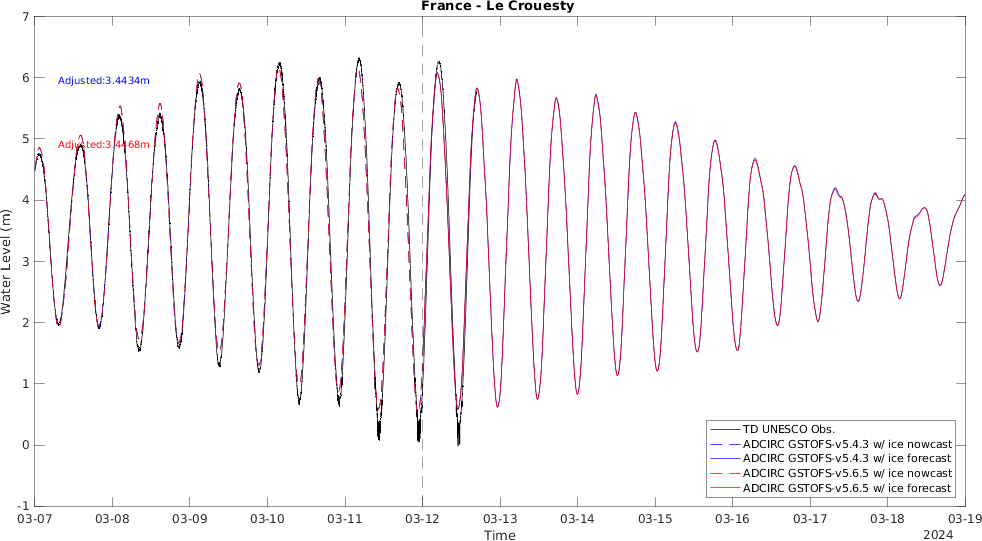 France - Le Crouesty
7
6
5
4
3
2
1
0
-1
Water Level (m)
Adjusted:3.4434m
Adjusted:3.4468m
TD UNESCO Obs.
ADCIRC GSTOFS-v5.4.3 w/ ice nowcast
ADCIRC GSTOFS-v5.4.3 w/ ice forecast
ADCIRC GSTOFS-v5.6.5 w/ ice nowcast
ADCIRC GSTOFS-v5.6.5 w/ ice forecast
03-07 03-08 03-09 03-10 03-11 03-12 03-13 03-14 03-15 03-16 03-17 03-18 03-19
Time
2024